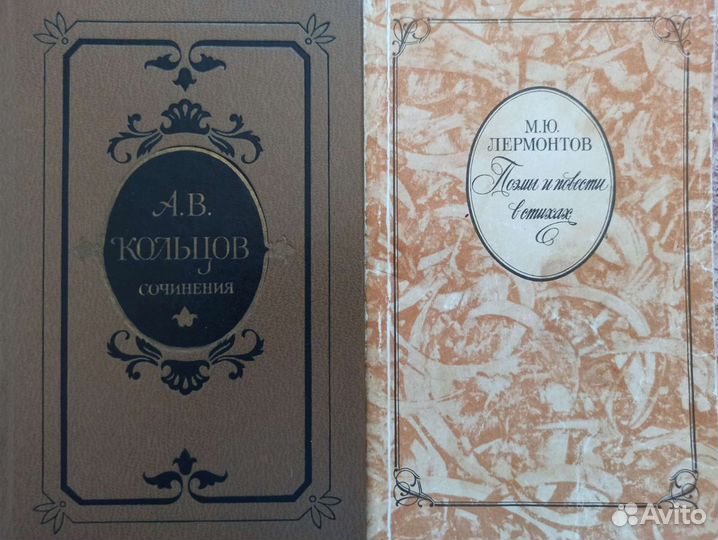 А.В.
КОЛЬЦОВ
СОЧИНЕНИЯ
М.Ю.
ЛЕРМОНТОВ
Поэмы и повести
в стихах
Avito